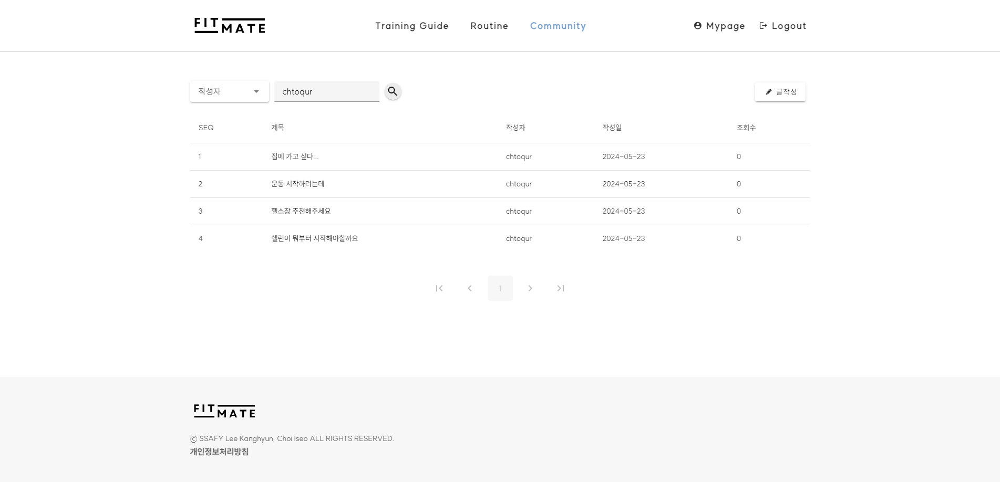 FIT MATE
Training Guide Routine Community Mypage Logout
작성자 chtoqur 글작성
SEQ 제목 작성자 작성일 조회수
1 집에 가고 싶다... chtoqur 2024-05-23 0
2 운동 시작하려는데 chtoqur 2024-05-23 0
3 헬스장 추천해주세요 chtoqur 2024-05-23 0
4 헬린이 뭐부터 시작해야할까요 chtoqur 2024-05-23 0
1
FIT MATE
© SSAFY Lee Kanghyun, Choi Iseo ALL RIGHTS RESERVED.
개인정보처리방침